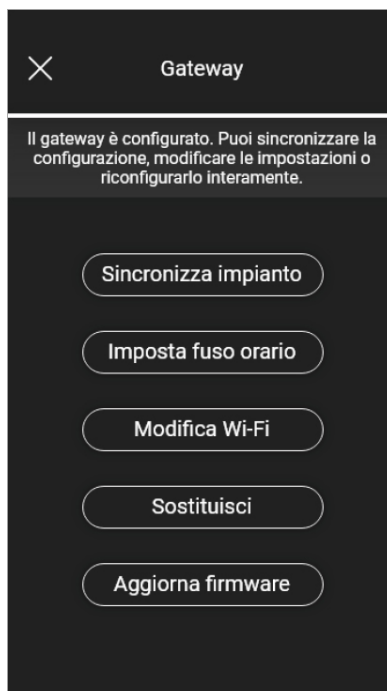 Gateway
Il gateway è configurato. Puoi sincronizzare la
configurazione, modificare le impostazioni o
riconfigurarlo interamente.
Sincronizza impianto
Imposta fuso orario
Modifica Wi-Fi
Sostituisci
Aggiorna firmware